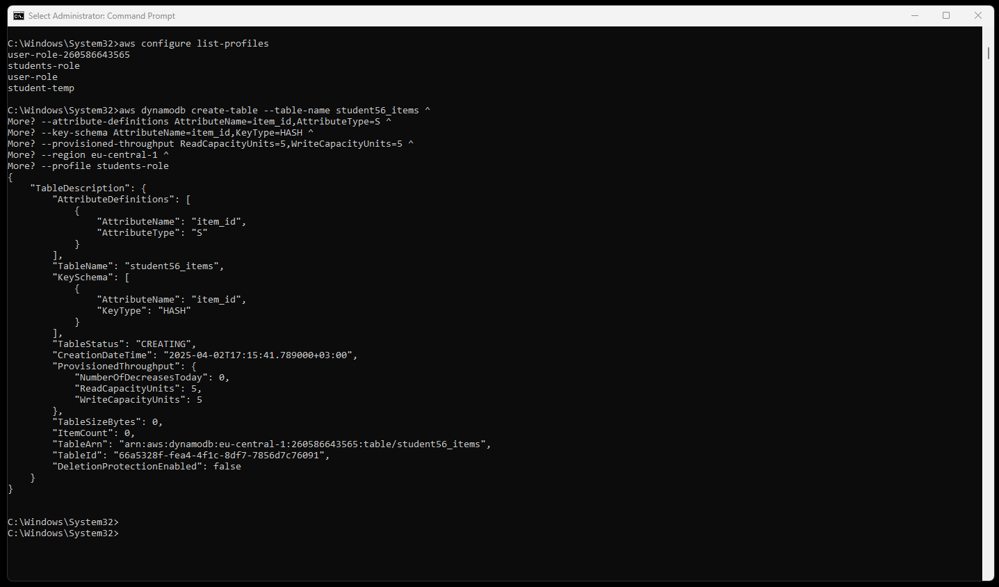 Select Administrator: Command Prompt
C:\Windows\System32>aws configure list-profiles
user-role-260586643565
students-role
user-role
student-temp
C:\Windows\System32>aws dynamodb create-table --table-name student56_items ^
More? --attribute-definitions AttributeName=item_id,AttributeType=S ^
More? --key-schema AttributeName=item_id,KeyType=HASH ^
More? --provisioned-throughput ReadCapacityUnits=5,WriteCapacityUnits=5 ^
More? --region eu-central-1 ^
More? --profile students-role
{
    "TableDescription": {
        "AttributeDefinitions": [
            {
                "AttributeName": "item_id",
                "AttributeType": "S"
            }
        ],
        "TableName": "student56_items",
        "KeySchema": [
            {
                "AttributeName": "item_id",
                "KeyType": "HASH"
            }
        ],
        "TableStatus": "CREATING",
        "CreationDateTime": "2025-04-02T17:15:41.789000+03:00",
        "ProvisionedThroughput": {
            "NumberOfDecreasesToday": 0,
            "ReadCapacityUnits": 5,
            "WriteCapacityUnits": 5
        },
        "TableSizeBytes": 0,
        "ItemCount": 0,
        "TableArn": "arn:aws:dynamodb:eu-central-1:260586643565:table/student56_items",
        "TableId": "66a5328f-fea4-4f1c-8df7-7856d7c76091",
        "DeletionProtectionEnabled": false
    }
}
C:\Windows\System32>
C:\Windows\System32>